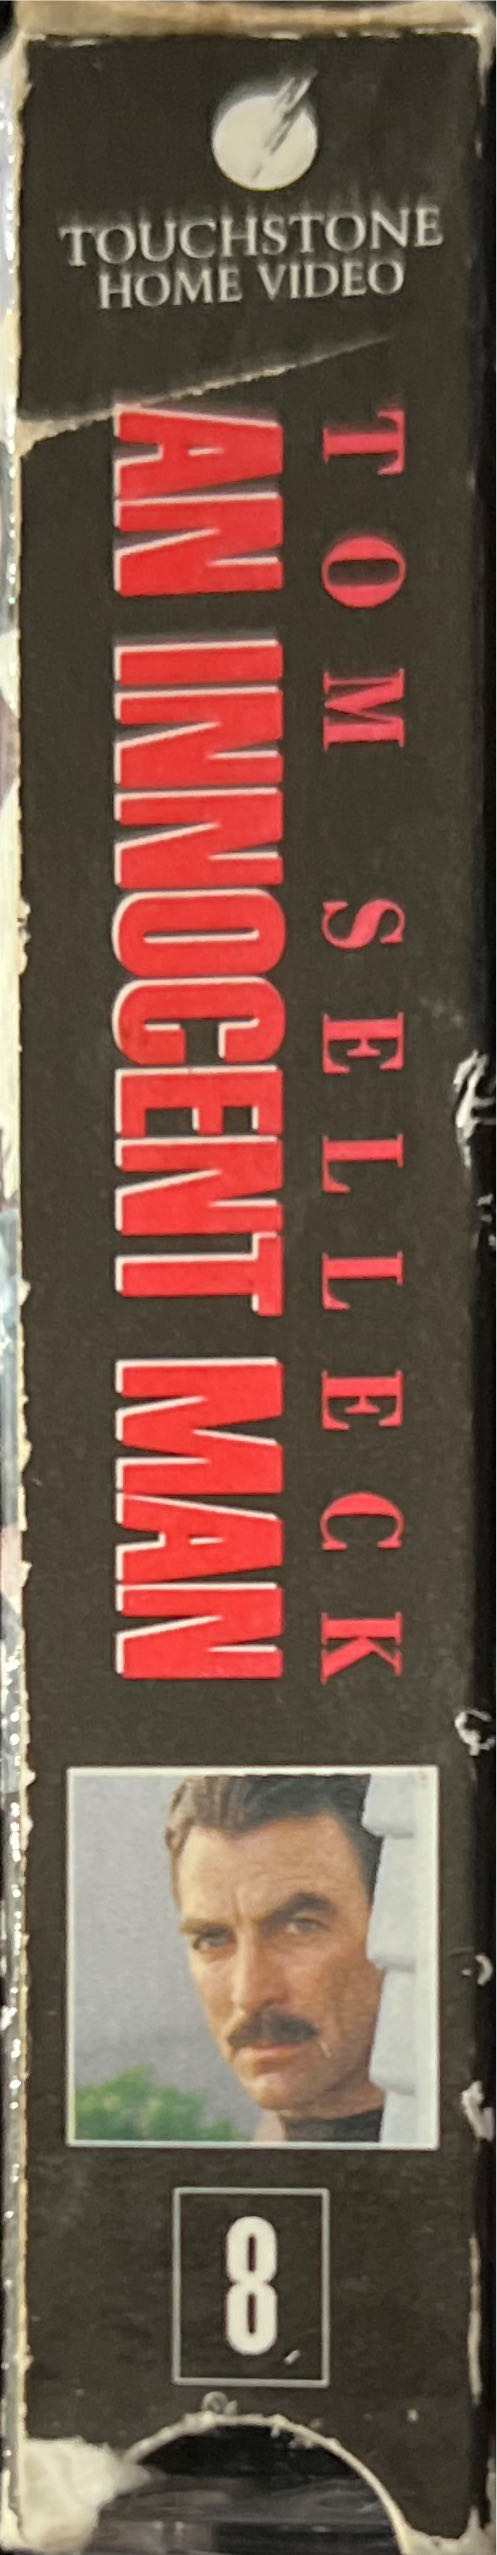 TOUCHSTONE
HOME VIDEO
TOM SELLECK
AN INNOCENT MAN
8